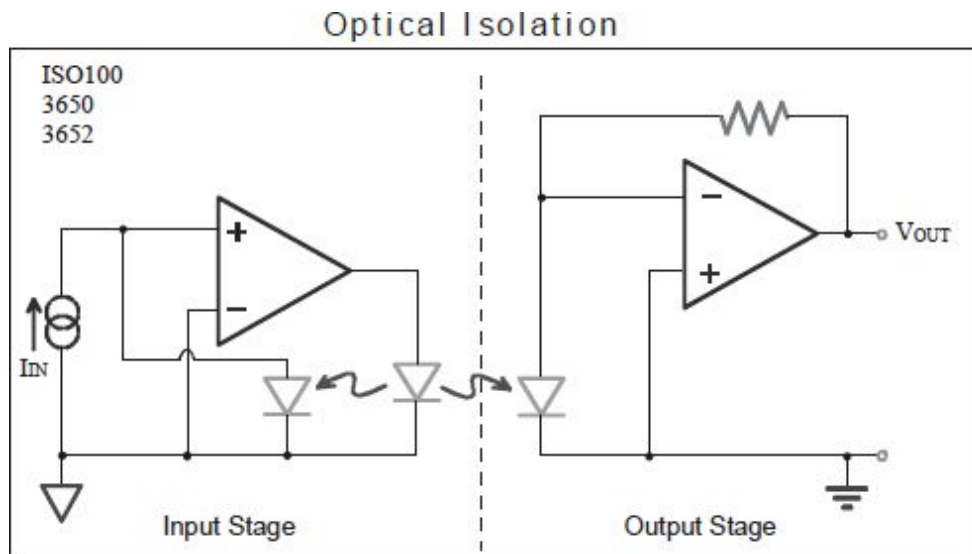 Optical Isolation
ISO100
3650
3652
+
−
IIN
Input Stage
−
+
VOUT
Output Stage